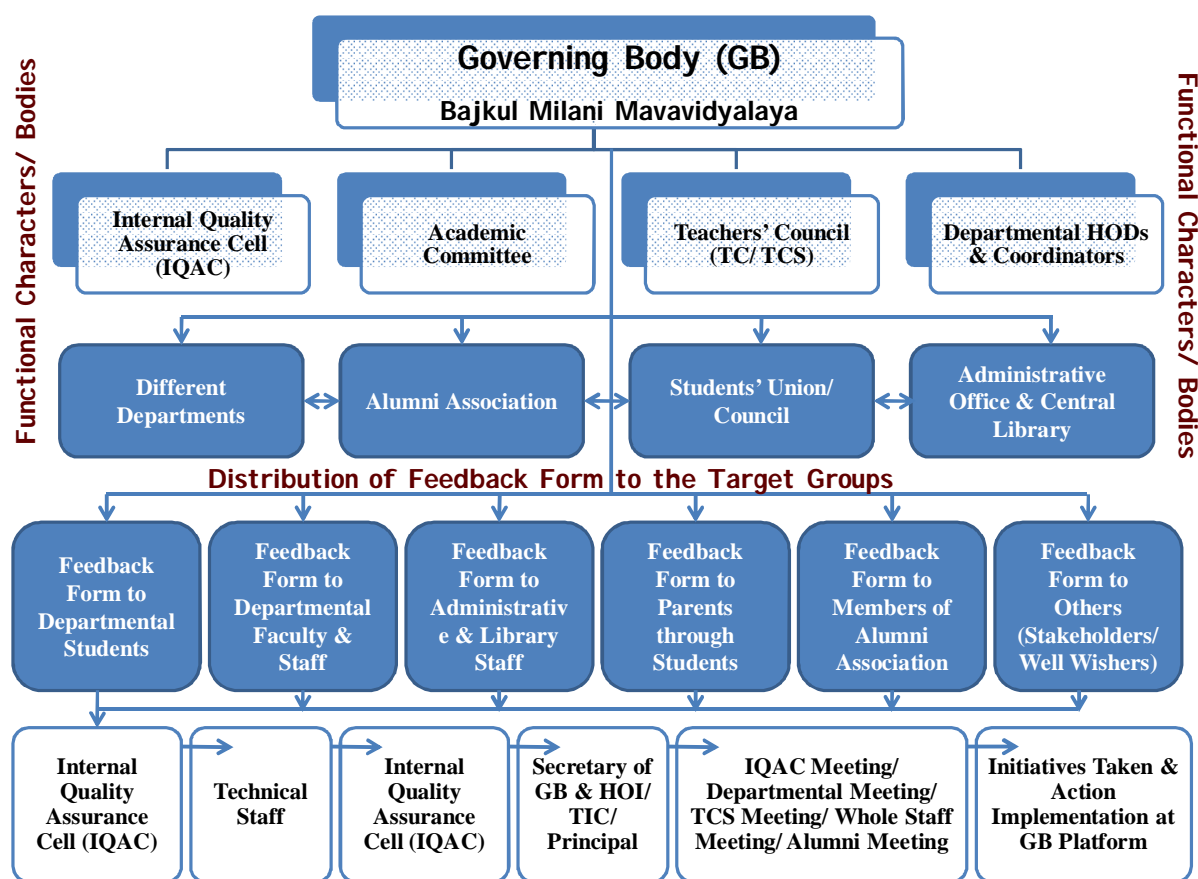 Governing Body (GB)
Bajkul Milani Mavavidyalaya
Functional Characters/ Bodies
Functional Characters/ Bodies
Internal Quality
Assurance Cell
(IQAC)
Academic
Committee
Teachers’ Council
(TC/ TCS)
Departmental HODs
& Coordinators
Different
Departments
Alumni Association
Students’ Union/
Council
Administrative
Office & Central
Library
Distribution of Feedback Form to the Target Groups
Feedback
Form to
Departmental
Students
Feedback
Form to
Departmental
Faculty &
Staff
Feedback
Form to
Administrativ
e & Library
Staff
Feedback
Form to
Parents
through
Students
Feedback
Form to
Members of
Alumni
Association
Feedback
Form to
Others
(Stakeholders/
Well Wishers)
Internal
Quality
Assurance
Cell (IQAC)
Technical
Staff
Internal
Quality
Assurance
Cell (IQAC)
Secretary of
GB & HOI/
TIC/
Principal
IQAC Meeting/
Departmental Meeting/
TCS Meeting/ Whole Staff
Meeting/ Alumni Meeting
Initiatives Taken &
Action
Implementation at
GB Platform